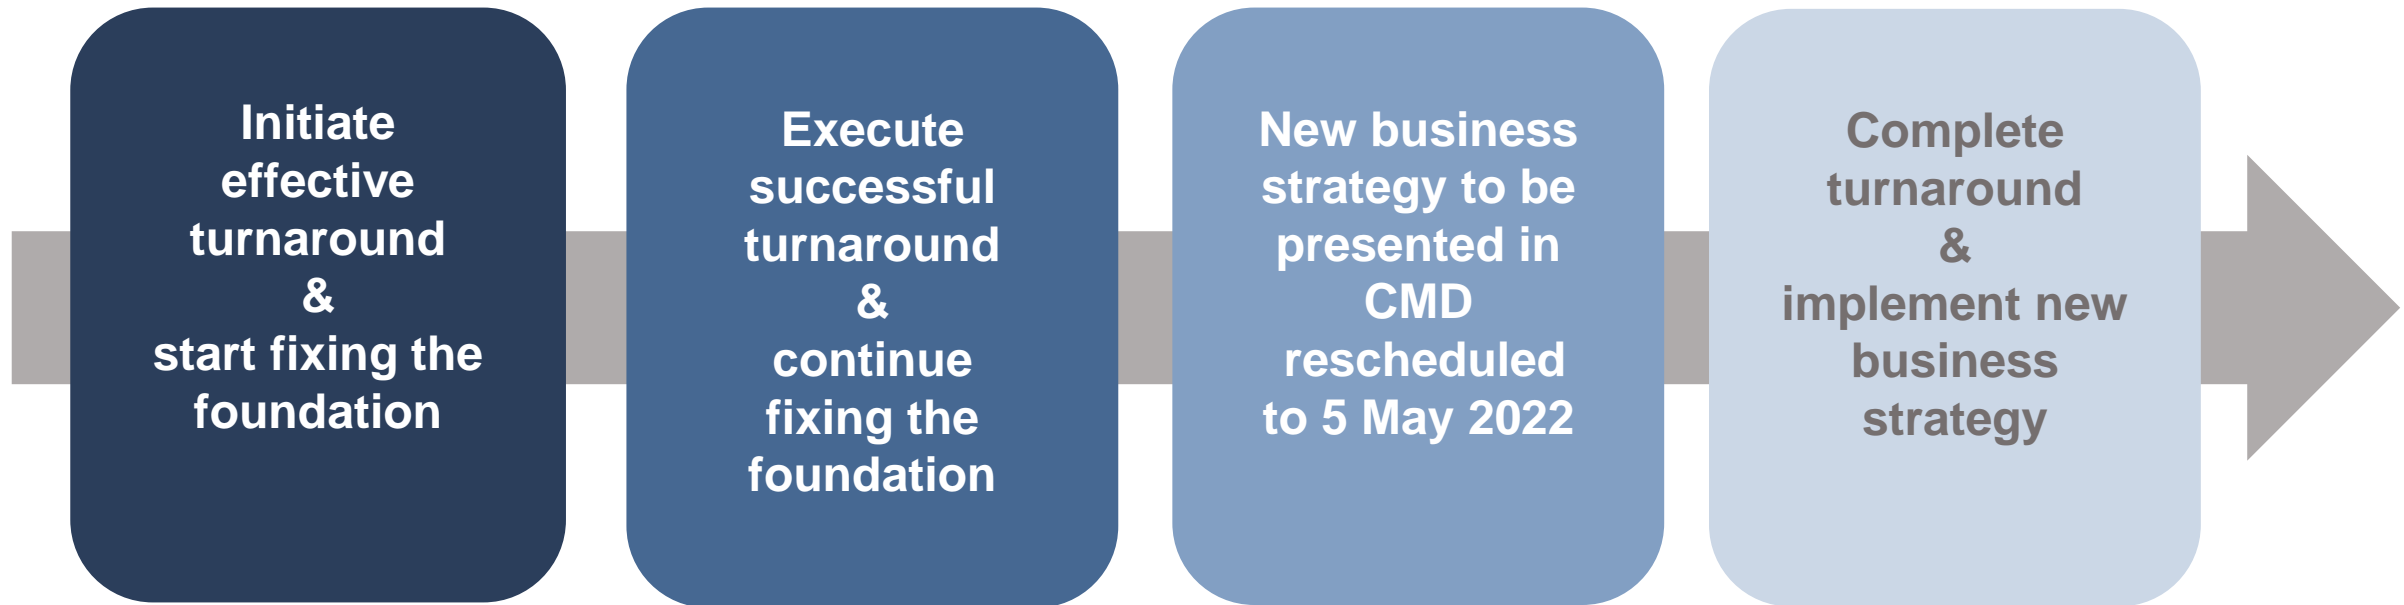 Initiate
effective
turnaround
&
start fixing the
foundation
Execute
successful
turnaround
&
continue
fixing the
foundation
New business
strategy to be
presented in
CMD
rescheduled
to 5 May 2022
Complete
turnaround
&
implement new
business
strategy